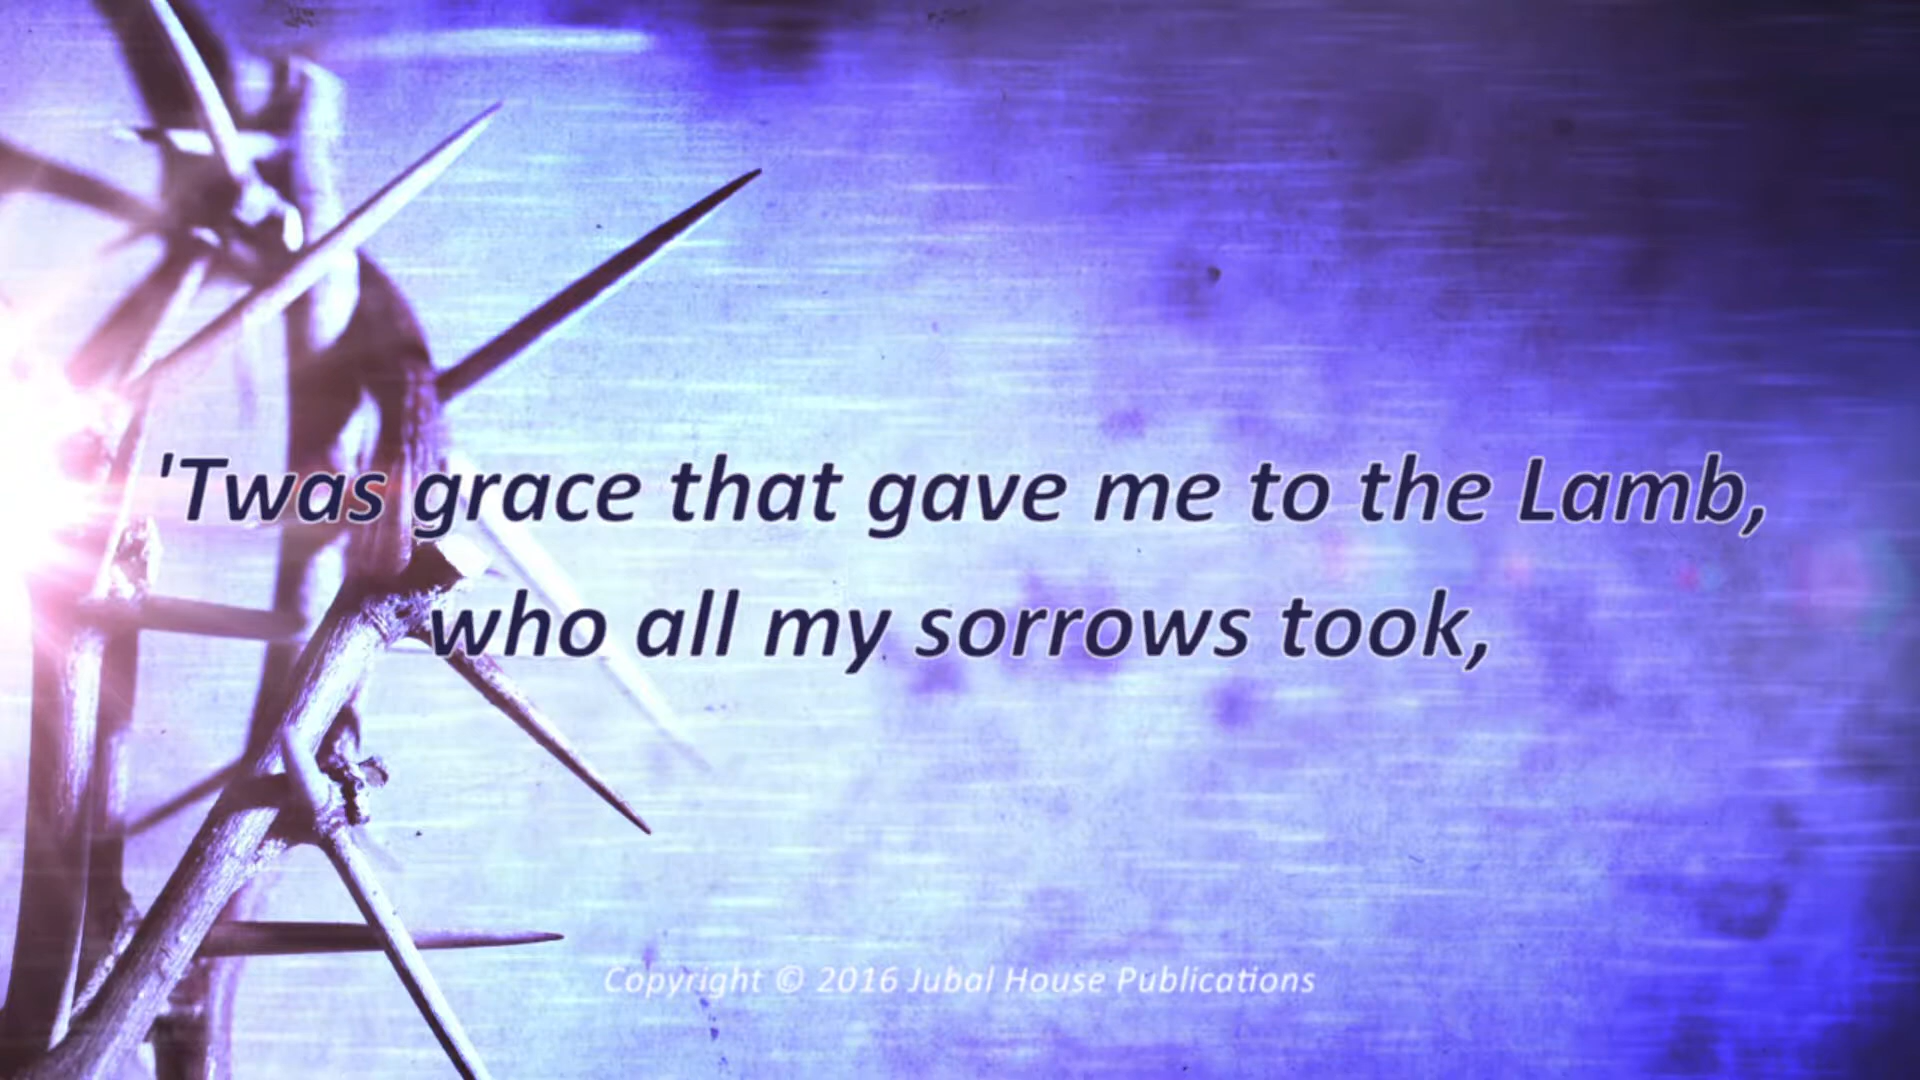 'Twas grace that gave me to the Lamb,
who all my sorrows took,
Copyright © 2016 Jubal House Publications